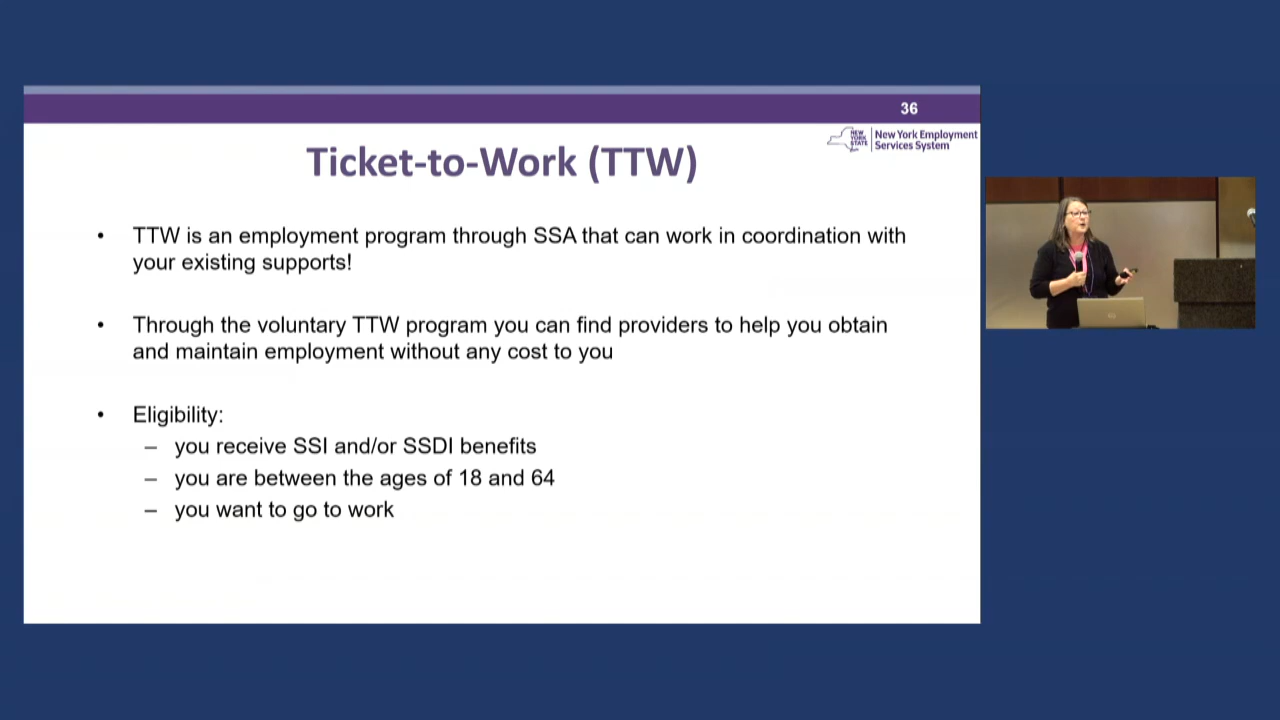 36
NEW
YORK
STATE
New York Employment
Services System
Ticket-to-Work (TTW)
• TTW is an employment program through SSA that can work in coordination with
your existing supports!
• Through the voluntary TTW program you can find providers to help you obtain
and maintain employment without any cost to you
• Eligibility:
– you receive SSI and/or SSDI benefits
– you are between the ages of 18 and 64
– you want to go to work